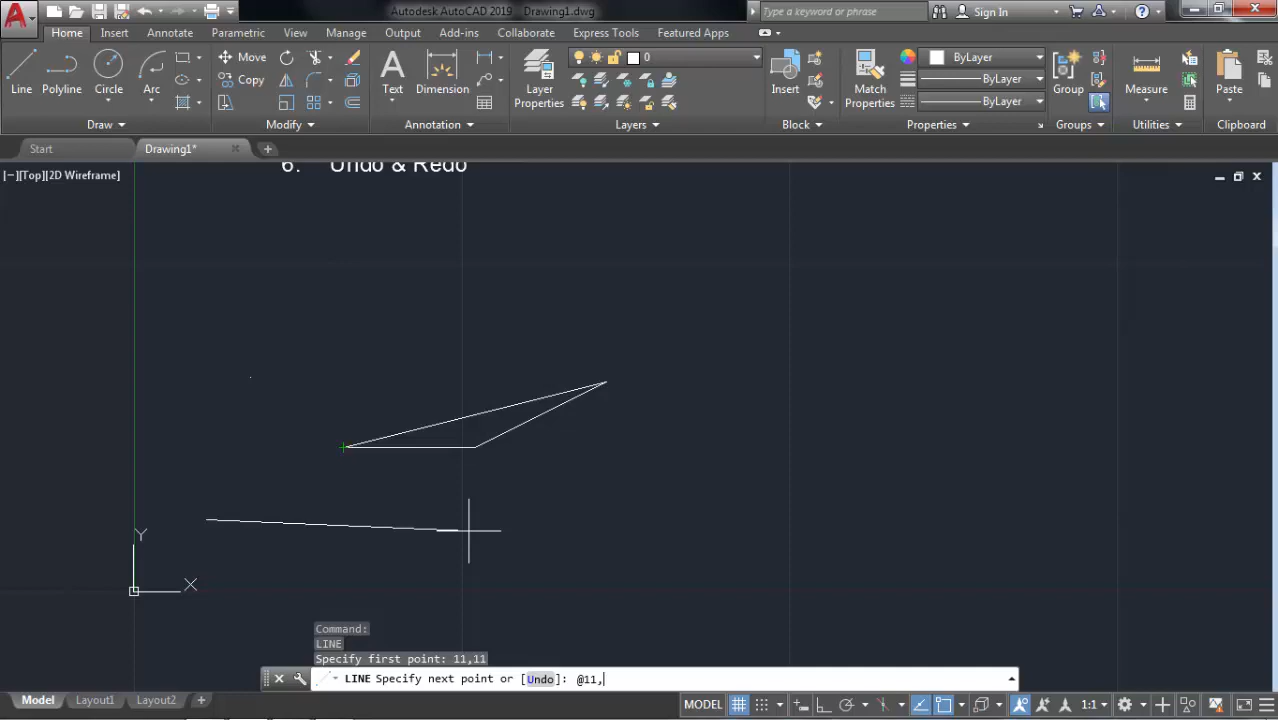 Autodesk AutoCAD 2019 Drawing1.dwg
Type a keyword or phrase
Sign In
Home Insert Annotate Parametric View Manage Output Add-ins Collaborate Express Tools Featured Apps
Line Polyline Circle Arc
Move
Copy
Text Dimension
Layer Properties
0
Insert
Match Properties
ByLayer
ByLayer
ByLayer
Group
Measure
Paste
Draw Modify Annotation Layers Block Properties Groups Utilities Clipboard
Start Drawing1*
[−][Top][2D Wireframe]
6. Undo & Redo
Y
X
Command:
LINE
Specify first point: 11,11
LINE Specify next point or [Undo]: @11,
Model Layout1 Layout2
MODEL
1:1